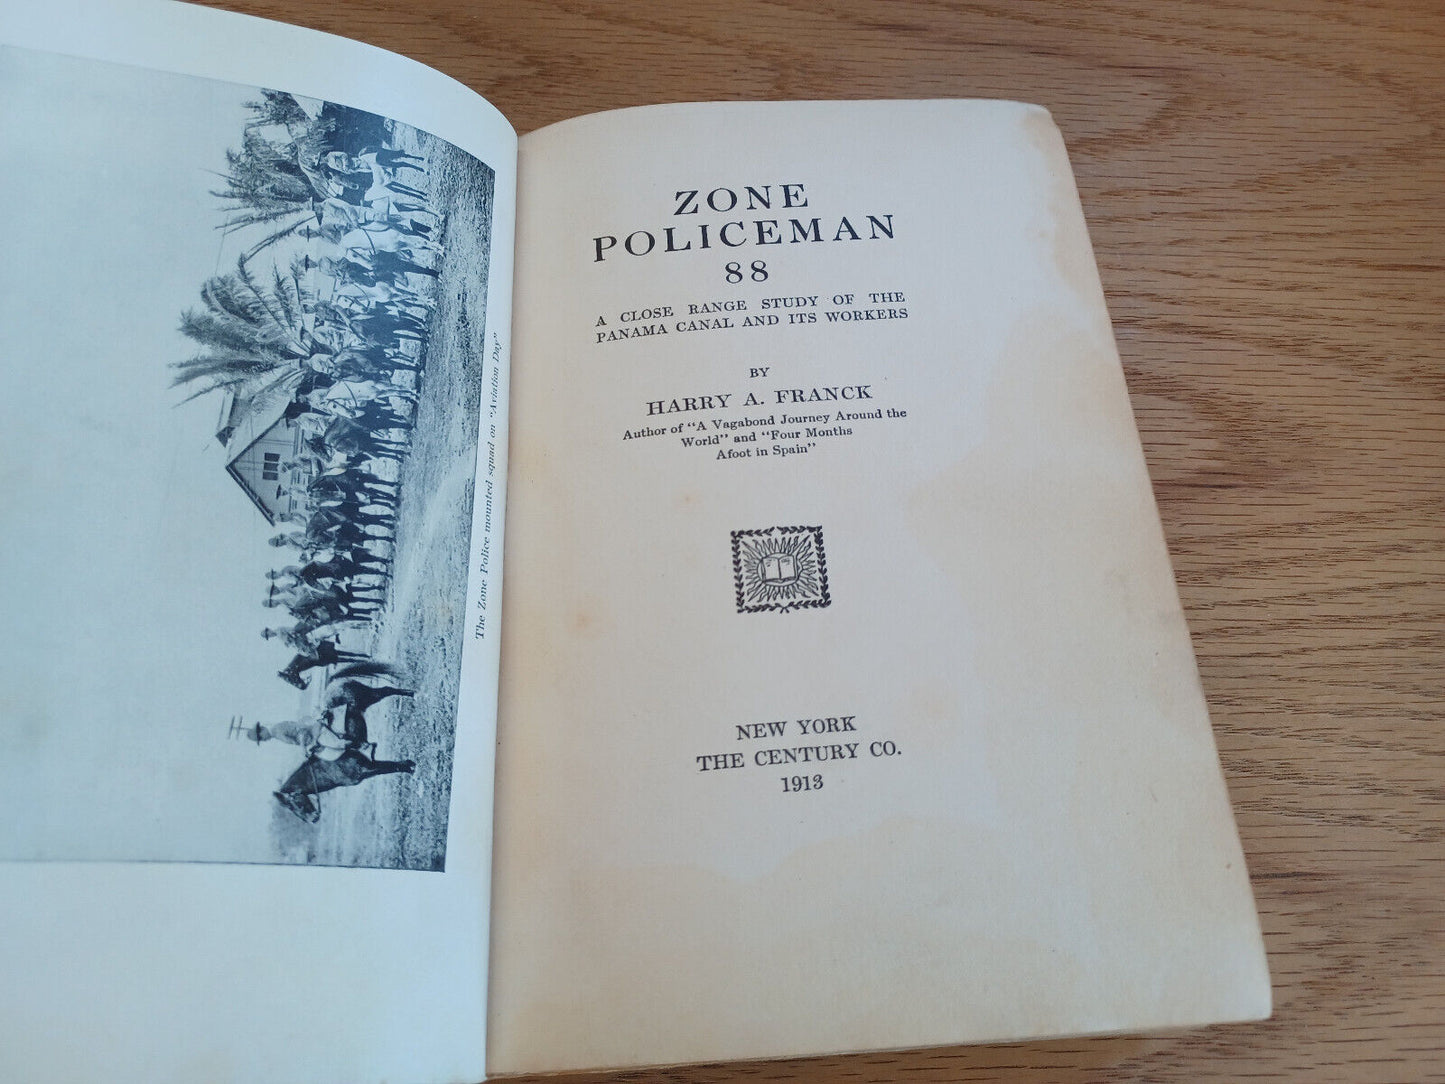 The Zone Police mounted squad on "Aviation Day"
ZONE
POLICEMAN
88
A CLOSE RANGE STUDY OF THE
PANAMA CANAL AND ITS WORKERS
BY
HARRY A. FRANCK
Author of "A Vagabond Journey Around the
World" and "Four Months
Afoot in Spain"
NEW YORK
THE CENTURY CO.
1913